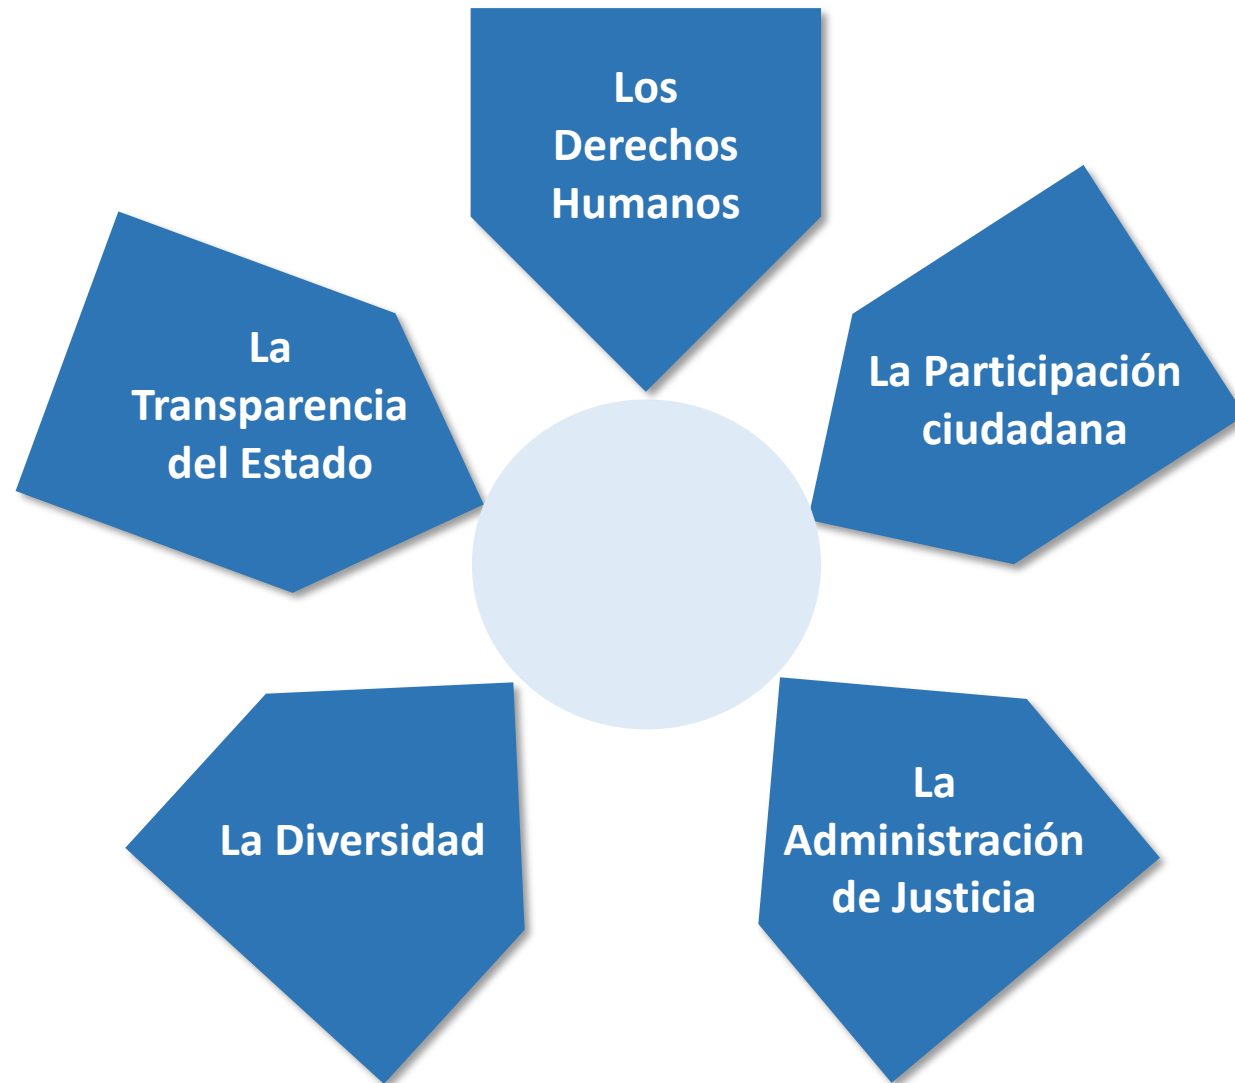 Los
Derechos
Humanos
La Participación
ciudadana
La
Administración
de Justicia
La Diversidad
La
Transparencia
del Estado